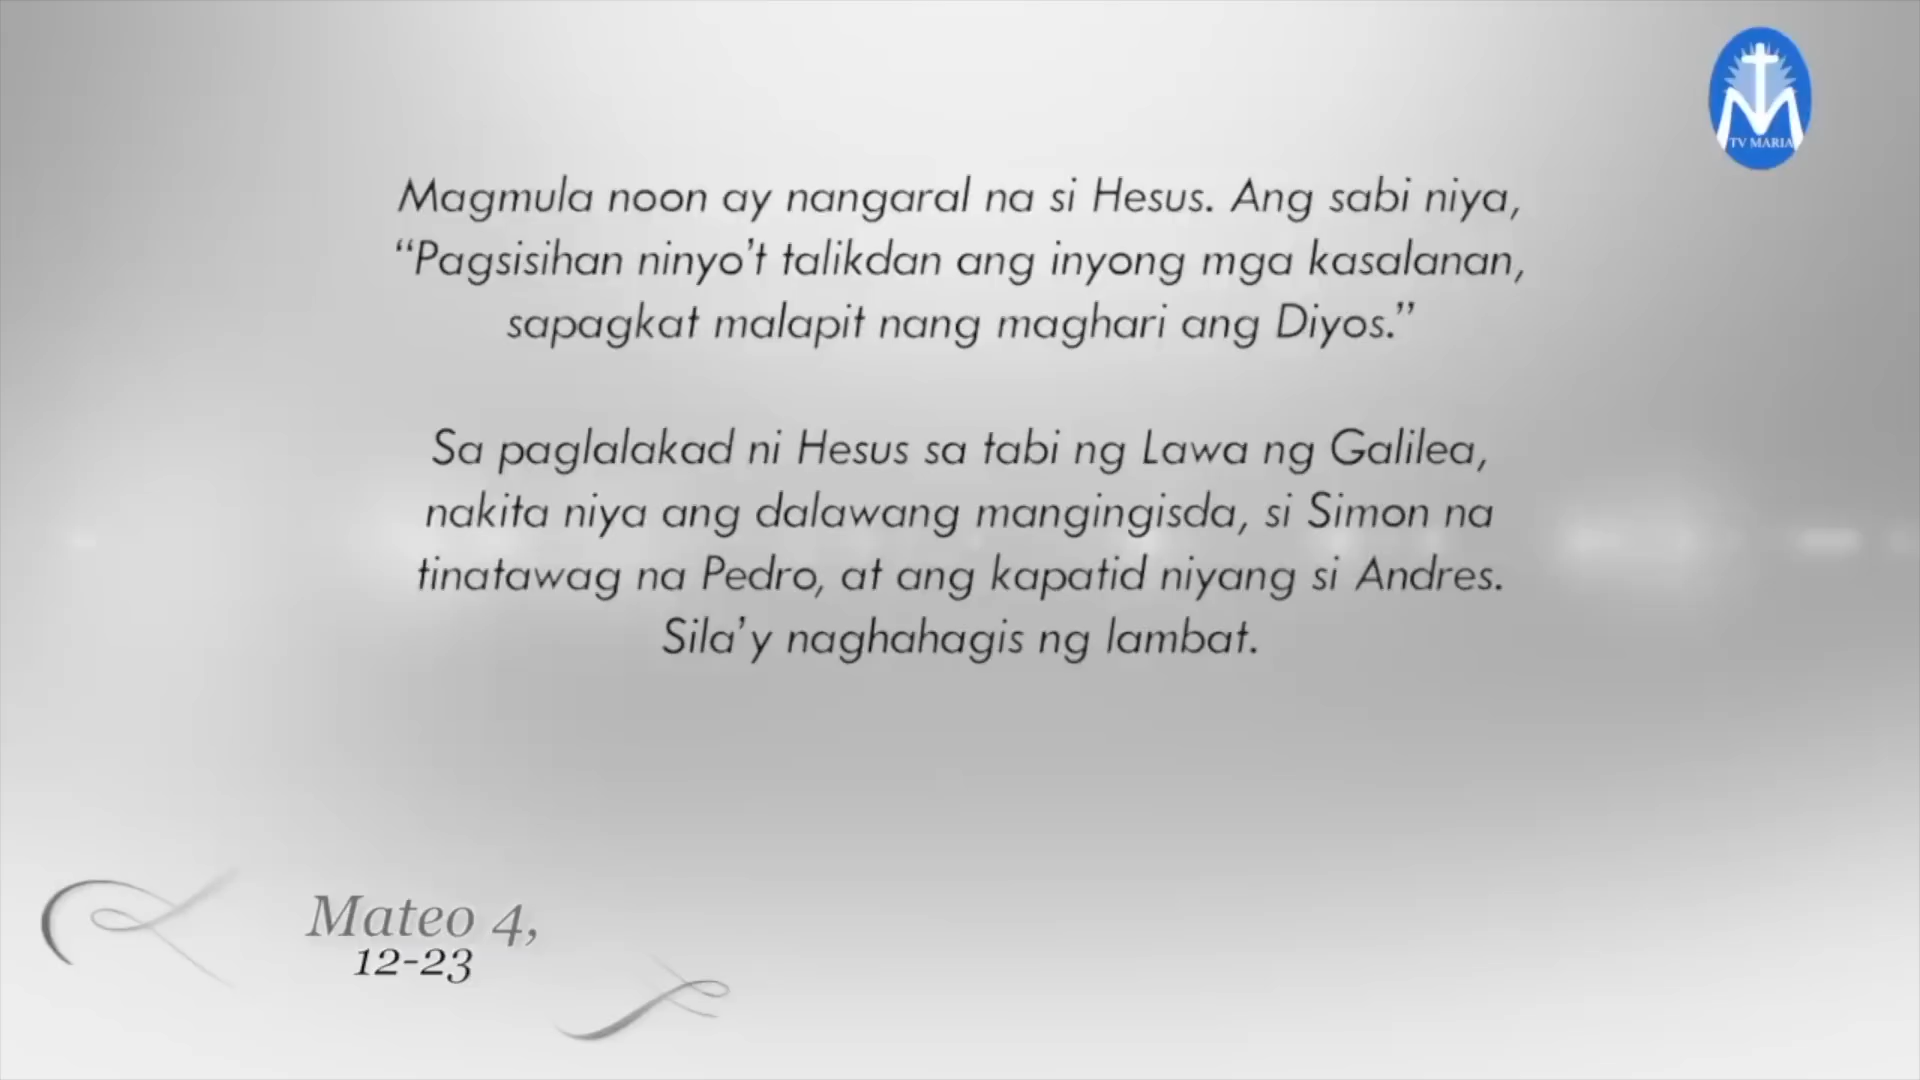 TV MARIA
Magmula noon ay nangaral na si Hesus. Ang sabi niya,
“Pagsisihan ninyo’t talikdan ang inyong mga kasalanan,
sapagkat malapit nang maghari ang Diyos.”
Sa paglalakad ni Hesus sa tabi ng Lawa ng Galilea,
nakita niya ang dalawang mangingisda, si Simon na
tinatawag na Pedro, at ang kapatid niyang si Andres.
Sila’y naghahagis ng lambat.
Mateo 4,
12-23